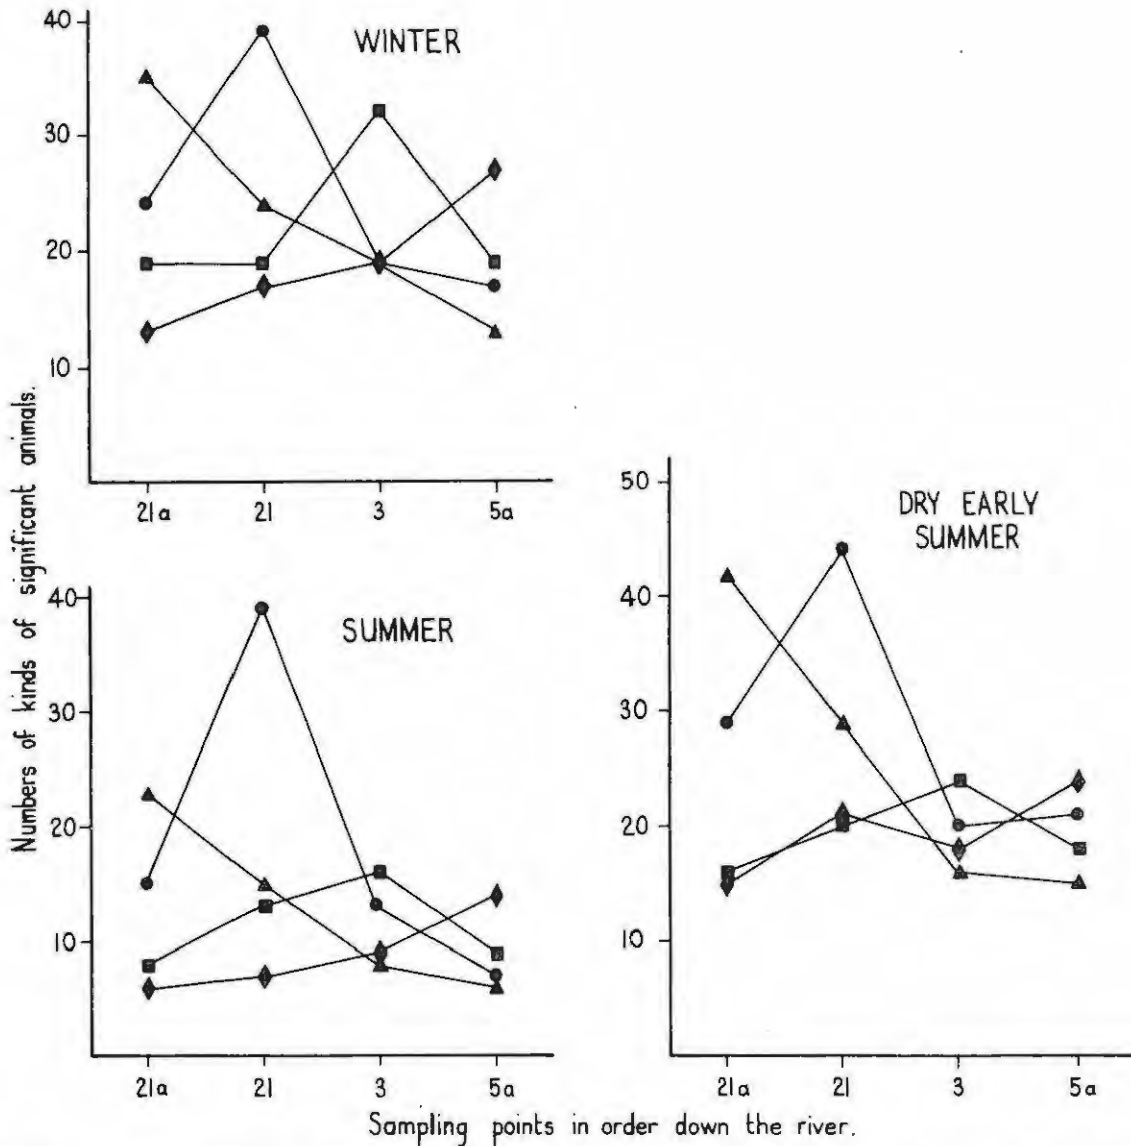 Numbers of kinds of significant animals.
WINTER
40
30
20
10
21a 21 3 5a
SUMMER
40
30
20
10
21a 21 3 5a
DRY EARLY
SUMMER
50
40
30
20
10
21a 21 3 5a
Sampling points in order down the river.